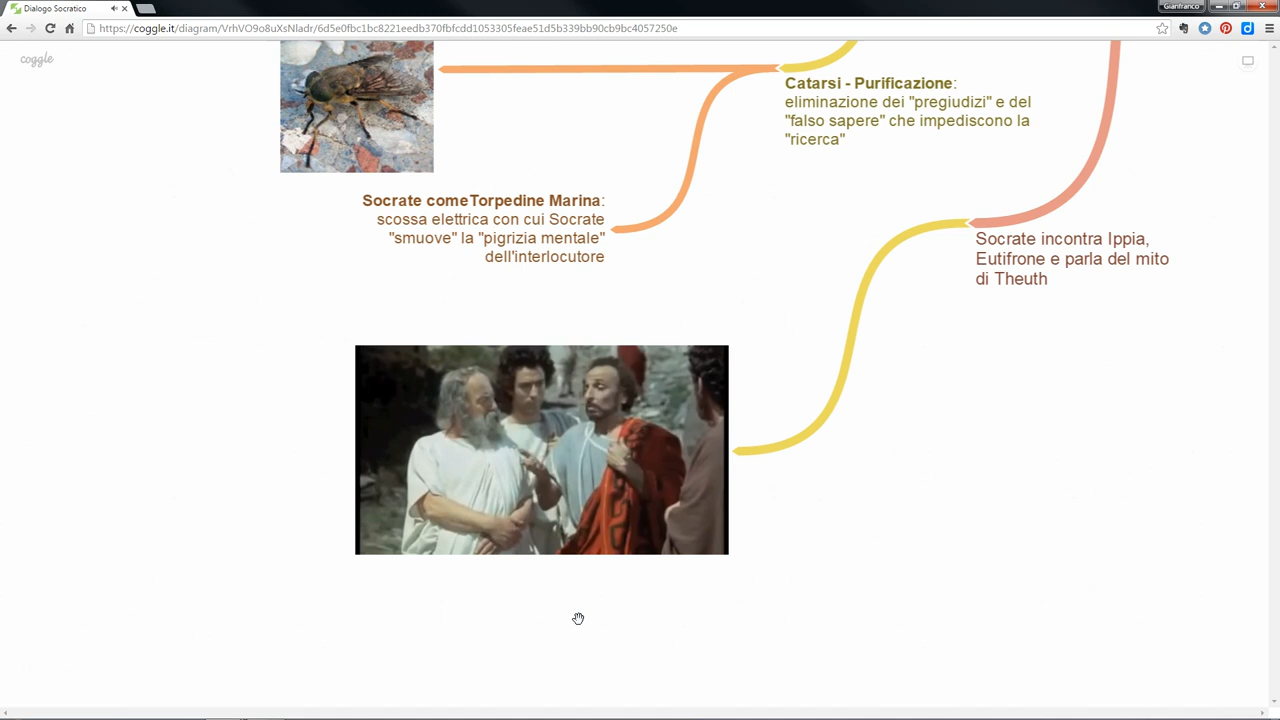 Dialogo Socratico
Gianfranco
https://coggle.it/diagram/VrhVO9o8uXsNladr/6d5e0fbc1bc8221eedb370fbfcdd1053305feae51d5b339bb90cb9bc4057250e
coggle
Catarsi - Purificazione:
eliminazione dei "pregiudizi" e del
"falso sapere" che impediscono la
"ricerca"
Socrate comeTorpedine Marina:
scossa elettrica con cui Socrate
"smuove" la "pigrizia mentale"
dell'interlocutore
Socrate incontra Ippia,
Eutifrone e parla del mito
di Theuth